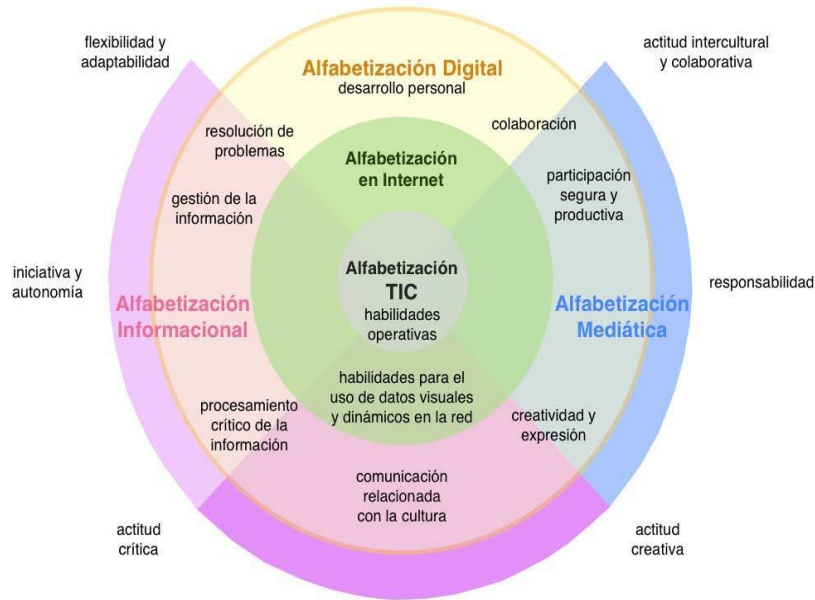 flexibilidad y
adaptabilidad
actitud intercultural
y colaborativa
Alfabetización Digital
desarrollo personal
resolución de
problemas
colaboración
Alfabetización
en Internet
gestión de la
información
participación
segura y
productiva
iniciativa y
autonomía
Alfabetización
TIC
habilidades
operativas
responsabilidad
Alfabetización
Informacional
Alfabetización
Mediática
habilidades para el
uso de datos visuales
y dinámicos en la red
procesamiento
crítico de la
información
creatividad y
expresión
comunicación
relacionada
con la cultura
actitud
crítica
actitud
creativa